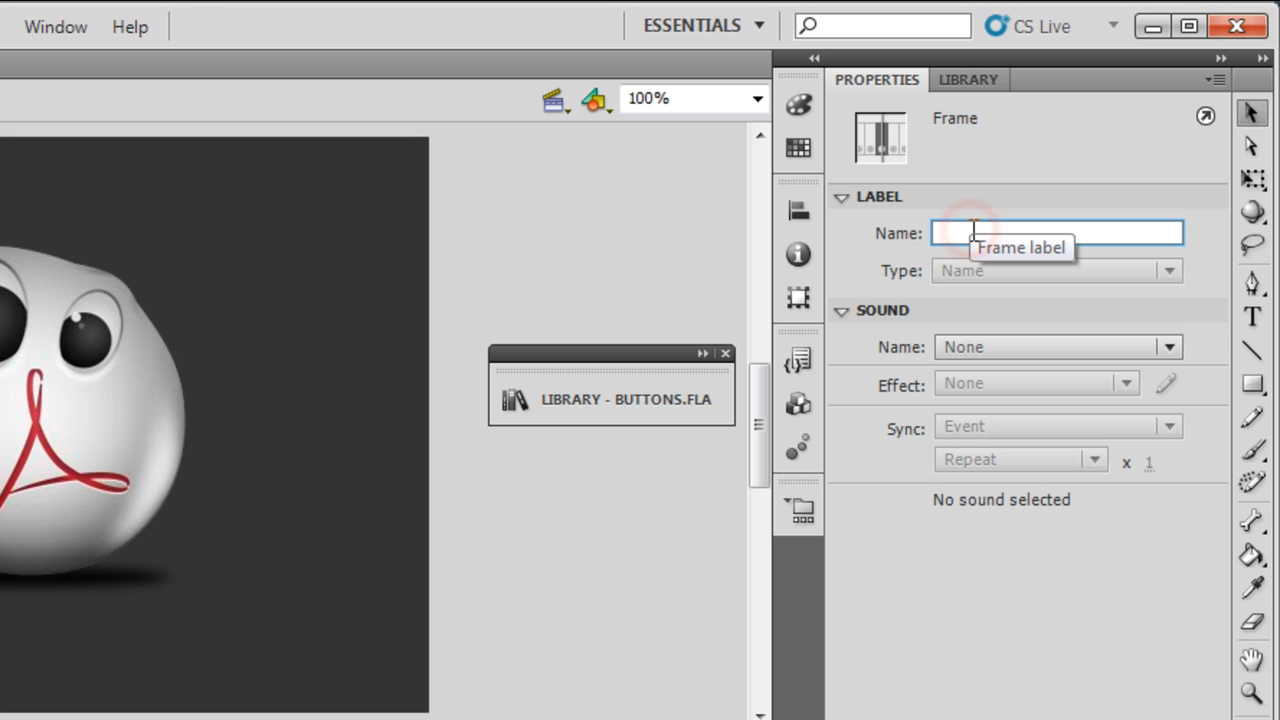 Window Help ESSENTIALS CS Live
PROPERTIES LIBRARY
100%
Frame
LABEL
Name:
Frame label
Type: Name
SOUND
Name: None
Effect: None
LIBRARY - BUTTONS.FLA
Sync: Event
Repeat x 1
No sound selected
T